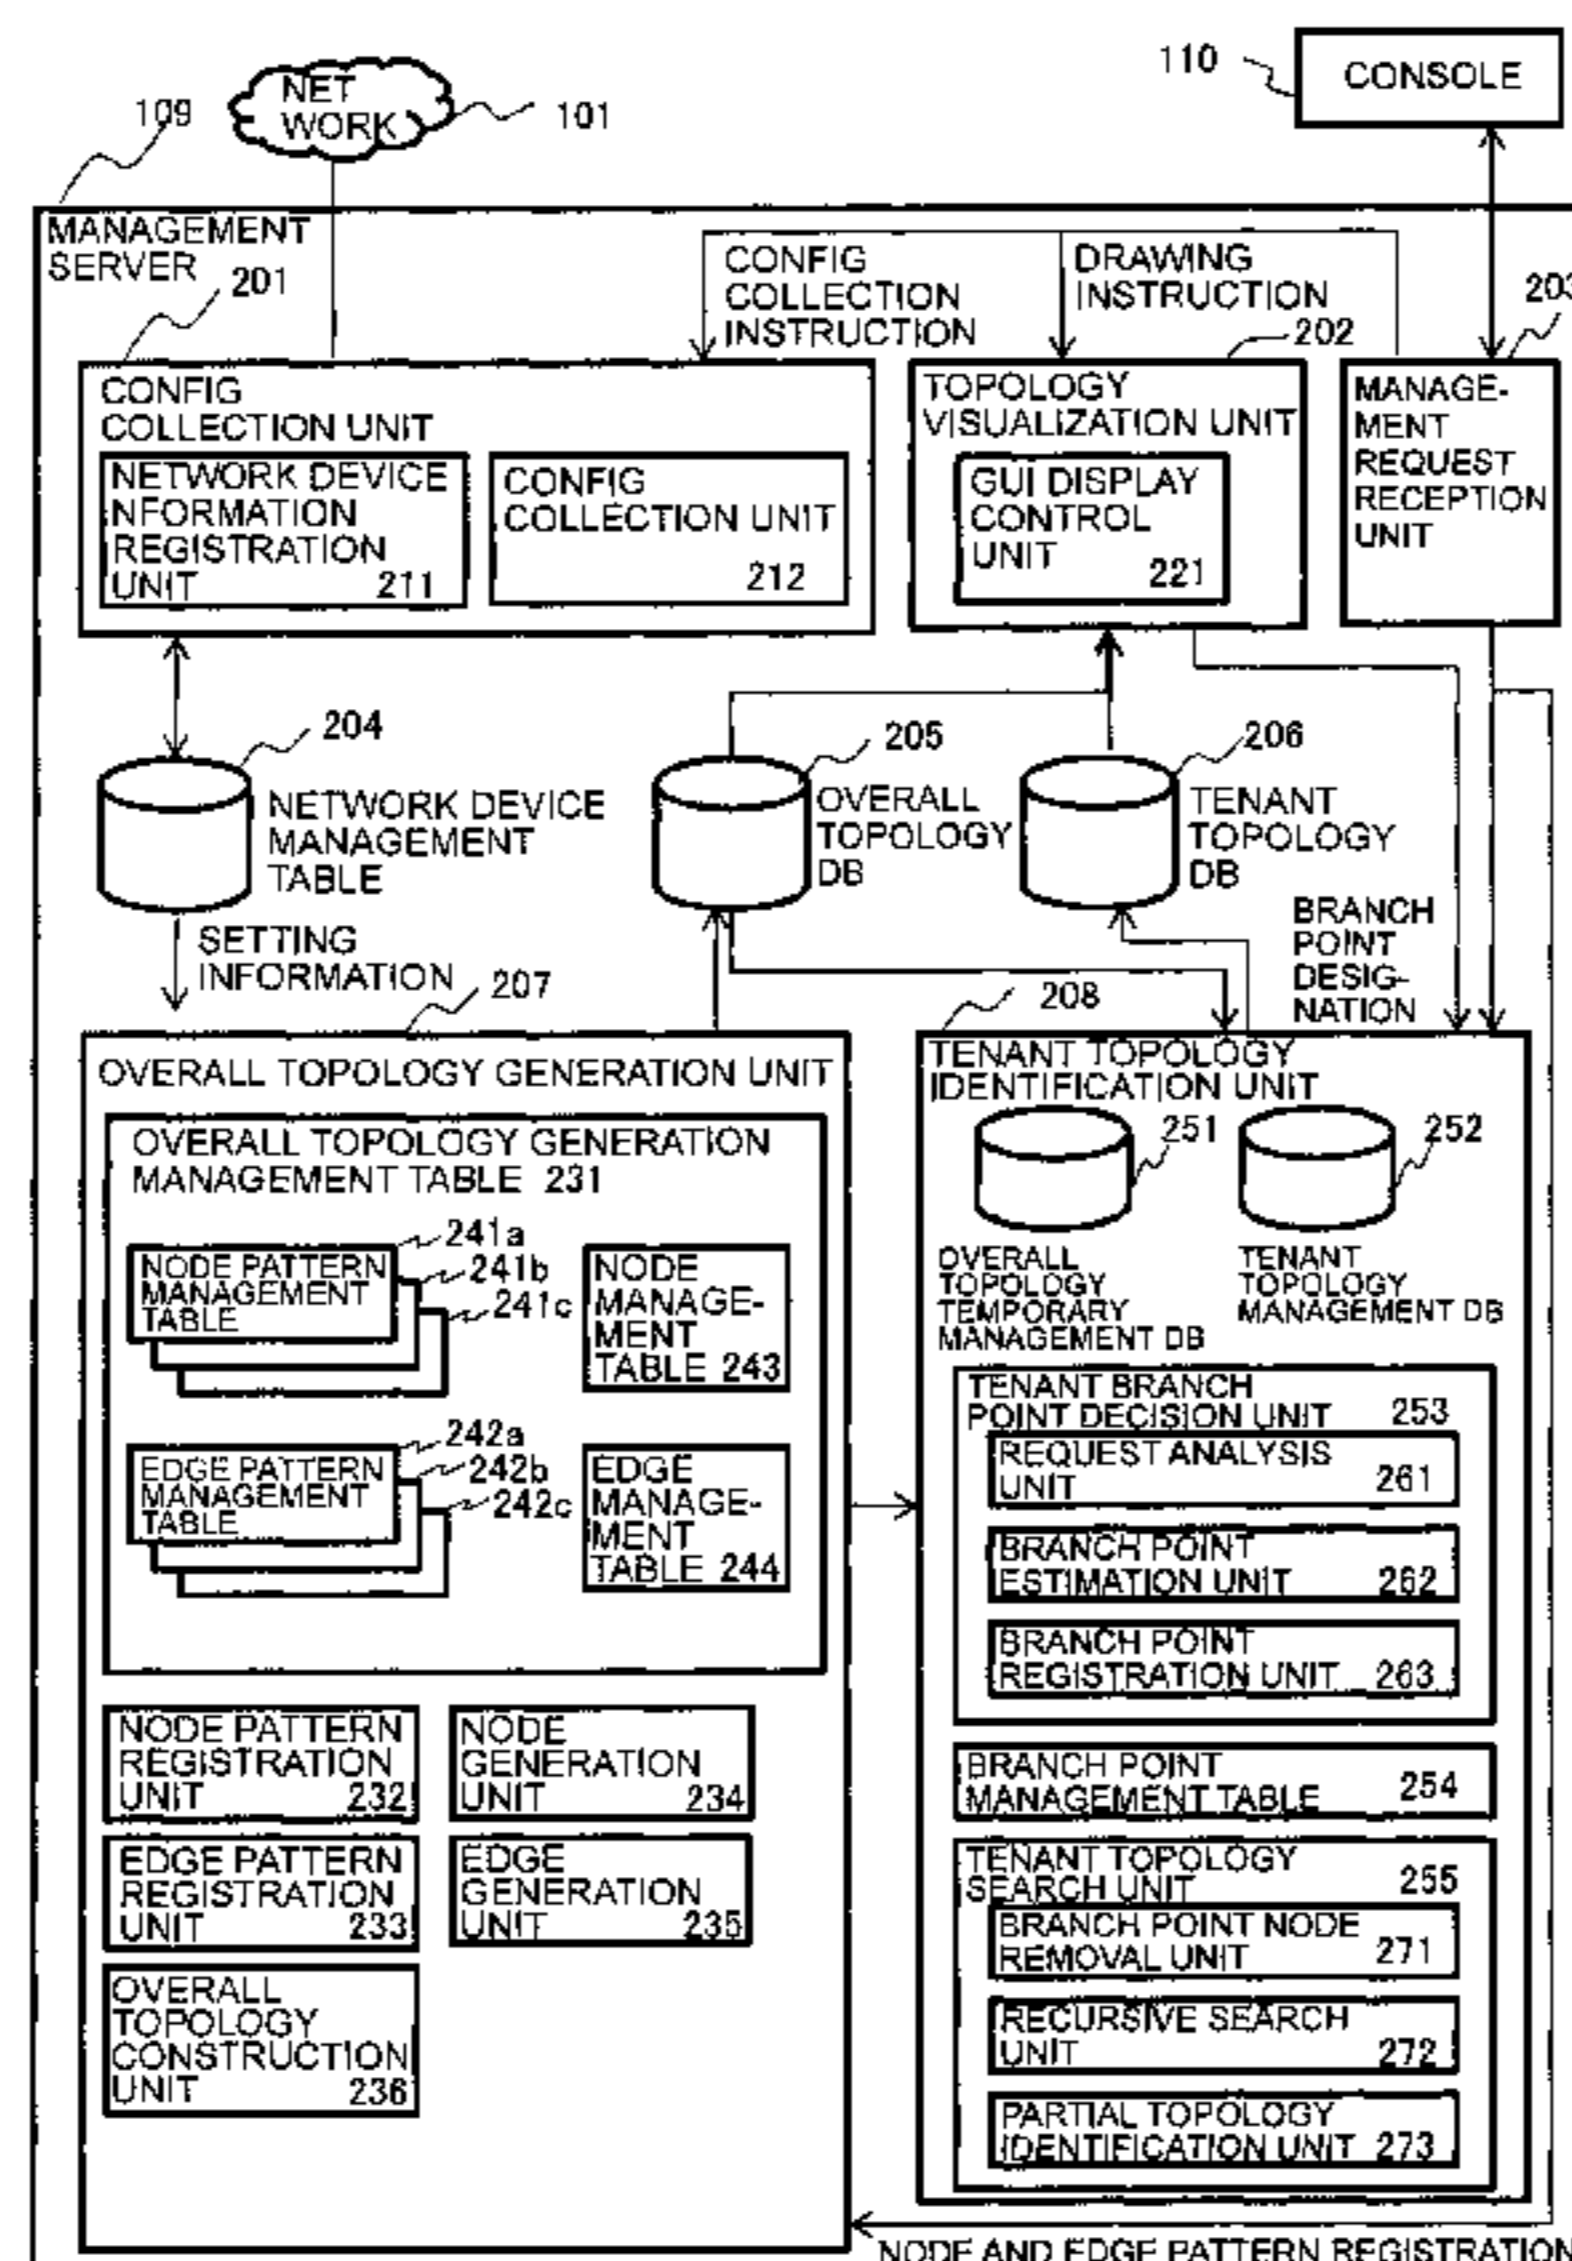 110
CONSOLE
NET
WORK
109
101
MANAGEMENT
SERVER
201
CONFIG
COLLECTION
INSTRUCTION
DRAWING
INSTRUCTION
202
203
CONFIG
COLLECTION UNIT
NETWORK DEVICE
INFORMATION
REGISTRATION
UNIT 211
CONFIG
COLLECTION UNIT
212
TOPOLOGY
VISUALIZATION UNIT
GUI DISPLAY
CONTROL
UNIT 221
MANAGE-
MENT
REQUEST
RECEPTION
UNIT
204
NETWORK DEVICE
MANAGEMENT
TABLE
205
OVERALL
TOPOLOGY
DB
206
TENANT
TOPOLOGY
DB
SETTING
INFORMATION
BRANCH
POINT
DESIG-
NATION
207
208
OVERALL TOPOLOGY GENERATION UNIT
OVERALL TOPOLOGY GENERATION
MANAGEMENT TABLE 231
241a
241b
241c
NODE PATTERN
MANAGEMENT
TABLE
NODE
MANAGE-
MENT
TABLE 243
242a
242b
242c
EDGE PATTERN
MANAGEMENT
TABLE
EDGE
MANAGE-
MENT
TABLE 244
NODE PATTERN
REGISTRATION
UNIT 232
NODE
GENERATION
UNIT 234
EDGE PATTERN
REGISTRATION
UNIT 233
EDGE
GENERATION
UNIT 235
OVERALL
TOPOLOGY
CONSTRUCTION
UNIT 236
TENANT TOPOLOGY
IDENTIFICATION UNIT
251
252
OVERALL
TOPOLOGY
TEMPORARY
MANAGEMENT DB
TENANT
TOPOLOGY
MANAGEMENT DB
TENANT BRANCH
POINT DECISION UNIT 253
REQUEST ANALYSIS
UNIT 261
BRANCH POINT
ESTIMATION UNIT 262
BRANCH POINT
REGISTRATION UNIT 263
BRANCH POINT
MANAGEMENT TABLE 254
TENANT TOPOLOGY
SEARCH UNIT 255
BRANCH POINT NODE
REMOVAL UNIT 271
RECURSIVE SEARCH
UNIT 272
PARTIAL TOPOLOGY
IDENTIFICATION UNIT 273
NODE AND EDGE PATTERN REGISTRATION